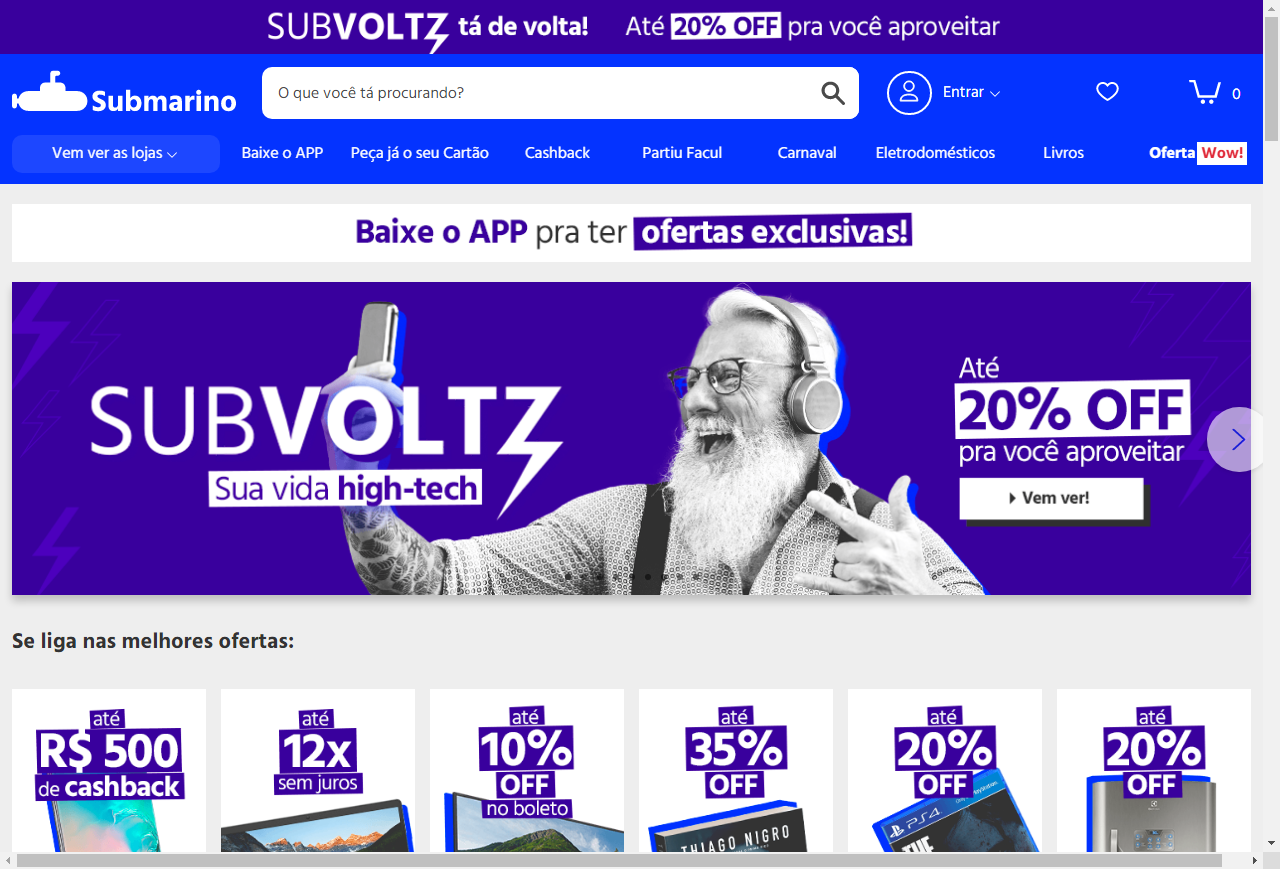 SUBVOLTZ tá de volta! Até 20% OFF pra você aproveitar
Submarino
O que você tá procurando?
Entrar
0
Vem ver as lojas
Baixe o APP
Peça já o seu Cartão
Cashback
Partiu Facul
Carnaval
Eletrodomésticos
Livros
Oferta Wow!
Baixe o APP pra ter ofertas exclusivas!
SUBVOLTZ
Sua vida high-tech
Até
20% OFF
pra você aproveitar
Vem ver!
Se liga nas melhores ofertas:
até
R$ 500
de cashback
até
12x
sem juros
até
10%
OFF
no boleto
até
35%
OFF
THIAGO NIGRO
até
20%
OFF
PS4
THE
até
20%
OFF